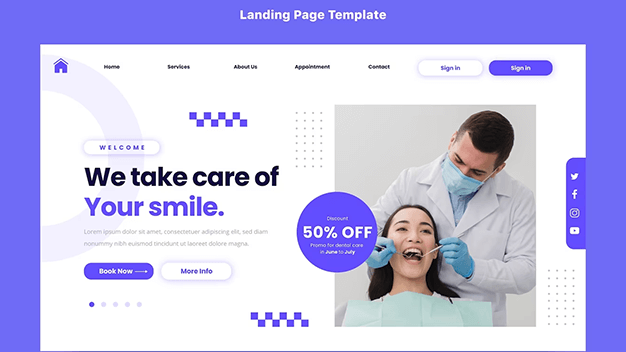 Landing Page Template
Home
Services
About Us
Appointment
Contact
Sign in
Sign in
WELCOME
We take care of
Your smile.
Lorem ipsum dolor sit amet, consectetuer adipiscing elit, sed diam
nonummy nibh euismod tincidunt ut laoreet dolore magna.
Book Now
More Info
Discount
50% OFF
Promo for dental care
in June to July